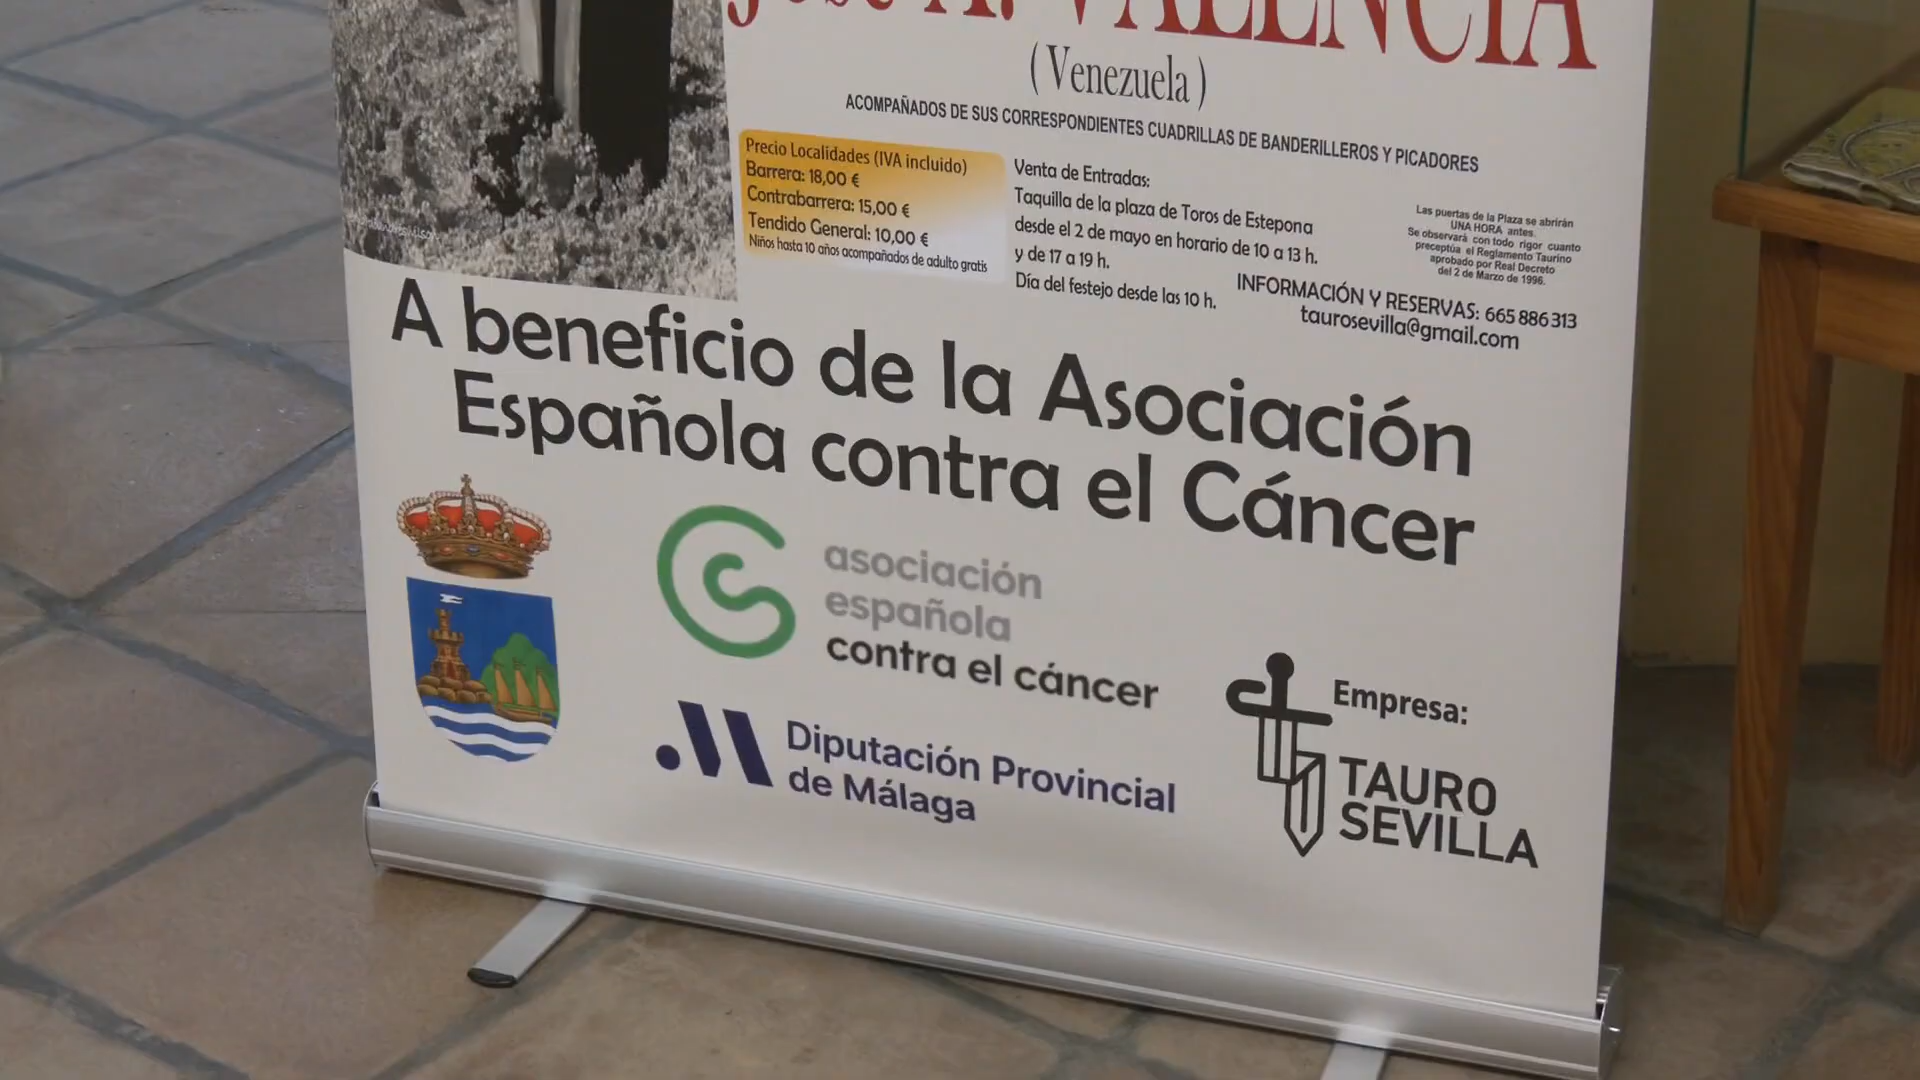 José A. VALENCIA
(Venezuela)
ACOMPAÑADOS DE SUS CORRESPONDIENTES CUADRILLAS DE BANDERILLEROS Y PICADORES
Precio Localidades (IVA incluido)
Barrera: 18,00 €
Contrabarrera: 15,00 €
Tendido General: 10,00 €
Niños hasta 10 años acompañados de adulto gratis
Venta de Entradas:
Taquilla de la plaza de Toros de Estepona
desde el 2 de mayo en horario de 10 a 13 h.
y de 17 a 19 h.
Día del festejo desde las 10 h.
Las puertas de la Plaza se abrirán
UNA HORA antes.
Se observará con todo rigor cuanto
preceptúa el Reglamento Taurino
aprobado por Real Decreto
del 2 de Marzo de 1996.
INFORMACIÓN Y RESERVAS: 665 886 313
taurosevilla@gmail.com
A beneficio de la Asociación
Española contra el Cáncer
asociación
española
contra el cáncer
Diputación Provincial
de Málaga
Empresa:
TAURO
SEVILLA